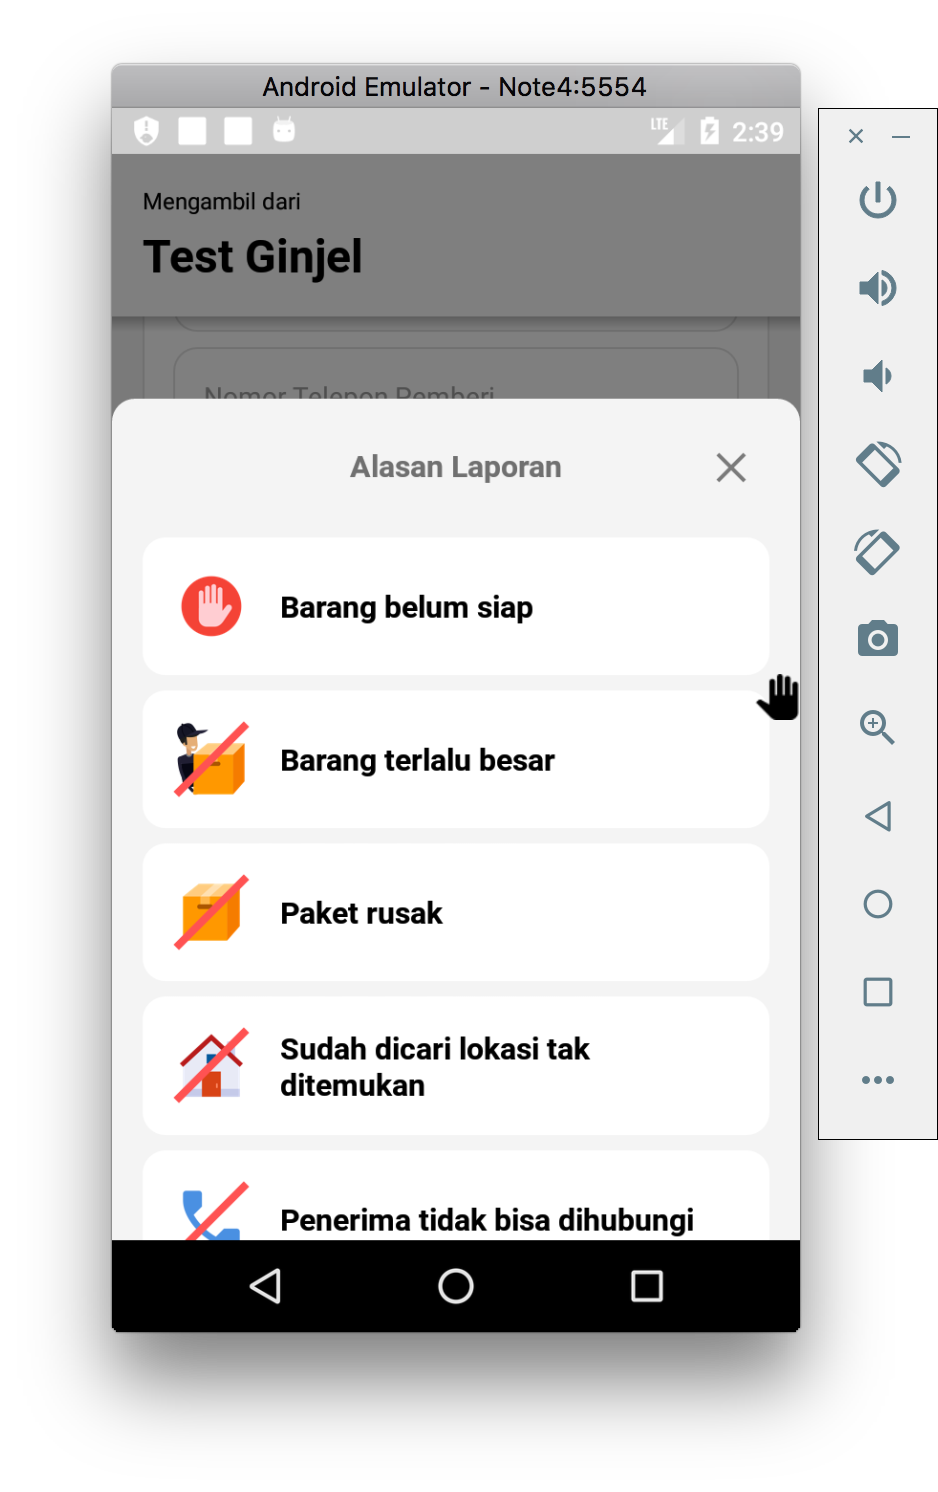 Android Emulator - Note4:5554
LTE 2:39
Mengambil dari
Test Ginjel
Nomor Telepon Pemberi
Alasan Laporan
Barang belum siap
Barang terlalu besar
Paket rusak
Sudah dicari lokasi tak
ditemukan
Penerima tidak bisa dihubungi